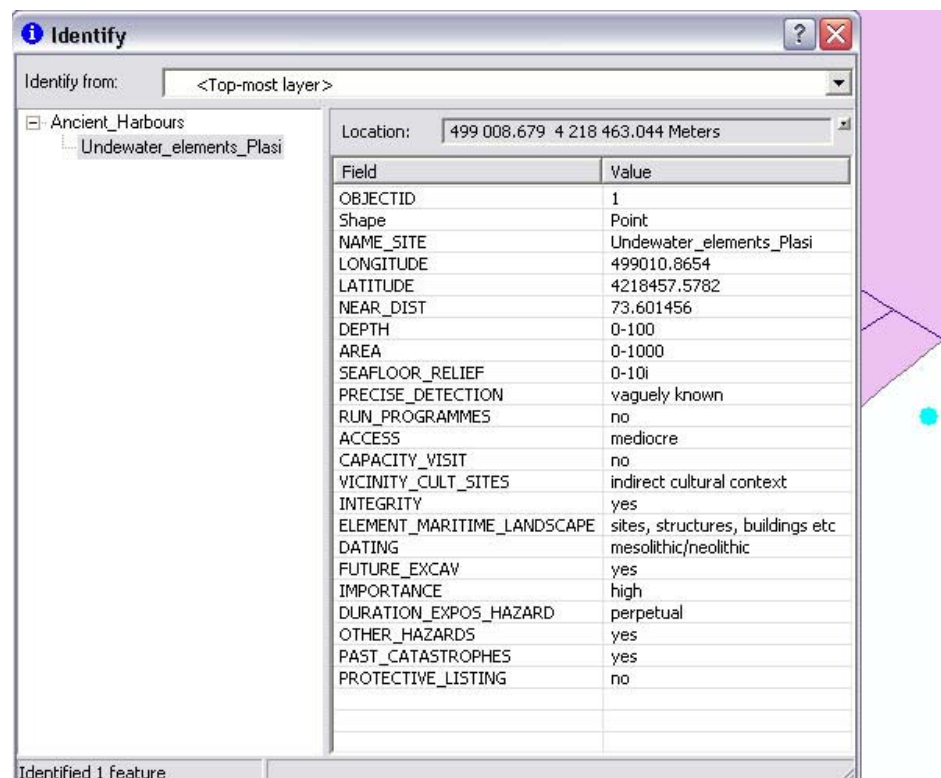 Identify
Identify from: <Top-most layer>
Ancient_Harbours
Undewater_elements_Plasi
Location: 499 008.679 4 218 463.044 Meters
Field Value
OBJECTID 1
Shape Point
NAME_SITE Undewater_elements_Plasi
LONGITUDE 499010.8654
LATITUDE 4218457.5782
NEAR_DIST 73.601456
DEPTH 0-100
AREA 0-1000
SEAFLOOR_RELIEF 0-10i
PRECISE_DETECTION vaguely known
RUN_PROGRAMMES no
ACCESS mediocre
CAPACITY_VISIT no
VICINITY_CULT_SITES indirect cultural context
INTEGRITY yes
ELEMENT_MARITIME_LANDSCAPE sites, structures, buildings etc
DATING mesolithic/neolithic
FUTURE_EXCAV yes
IMPORTANCE high
DURATION_EXPOS_HAZARD perpetual
OTHER_HAZARDS yes
PAST_CATASTROPHES yes
PROTECTIVE_LISTING no
Identified 1 feature